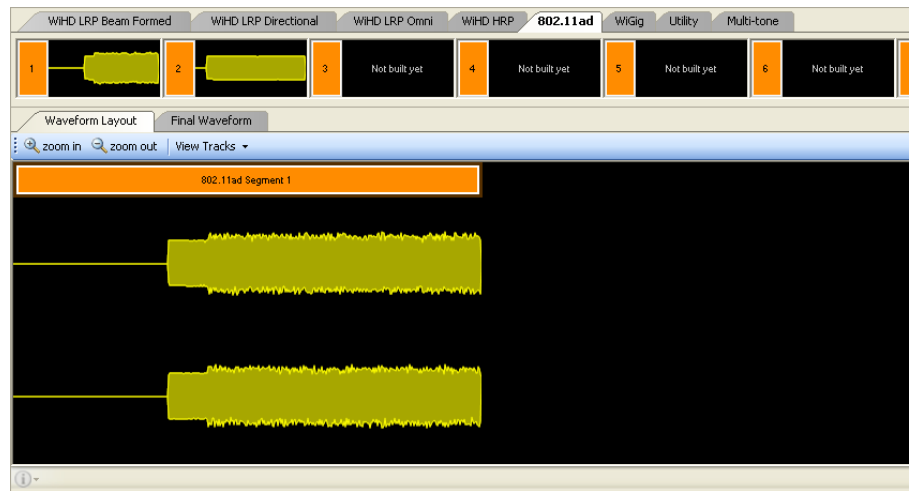 WiHD LRP Beam Formed WiHD LRP Directional WiHD LRP Omni WiHD HRP 802.11ad WiGig Utility Multi-tone
1 2 3 Not built yet 4 Not built yet 5 Not built yet 6 Not built yet
Waveform Layout Final Waveform
zoom in zoom out View Tracks
802.11ad Segment 1